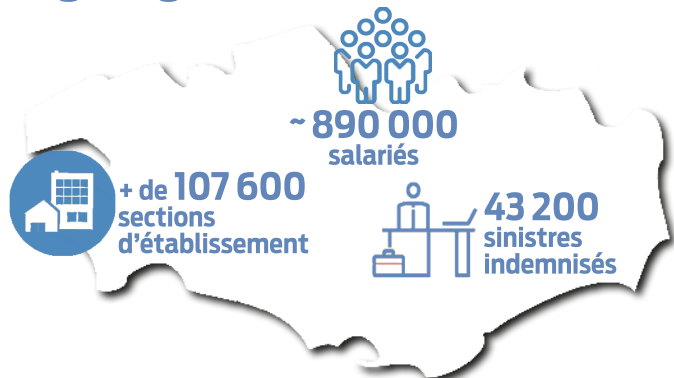 ~ 890 000
salariés
+ de 107 600
sections
d'établissement
43 200
sinistres
indemnisés